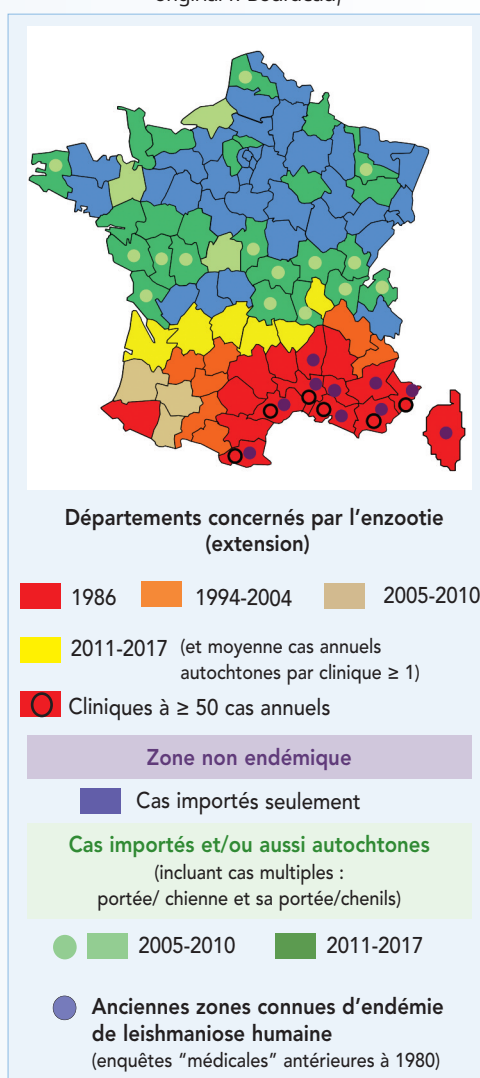 Départements concernés par l'enzootie
(extension)
1986
1994-2004
2005-2010
2011-2017 (et moyenne cas annuels
autochtones par clinique ≥ 1)
Cliniques à ≥ 50 cas annuels
Zone non endémique
Cas importés seulement
Cas importés et/ou aussi autochtones
(incluant cas multiples :
portée/ chienne et sa portée/chenils)
2005-2010
2011-2017
Anciennes zones connues d'endémie
de leishmaniose humaine
(enquêtes "médicales" antérieures à 1980)